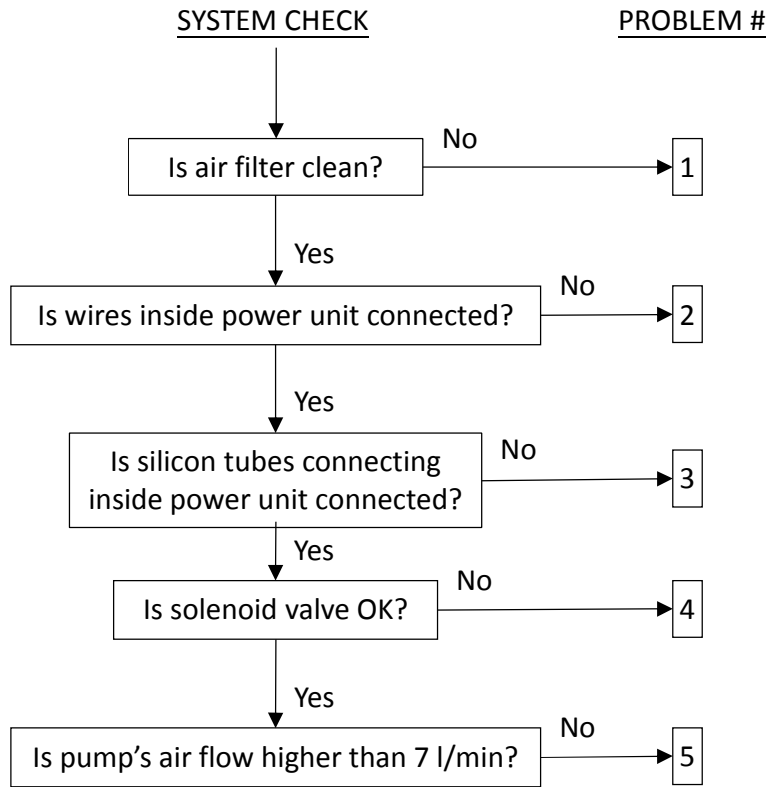 SYSTEM CHECK
PROBLEM #
Is air filter clean?
No
1
Yes
Is wires inside power unit connected?
No
2
Yes
Is silicon tubes connecting
inside power unit connected?
No
3
Yes
Is solenoid valve OK?
No
4
Yes
Is pump's air flow higher than 7 l/min?
No
5